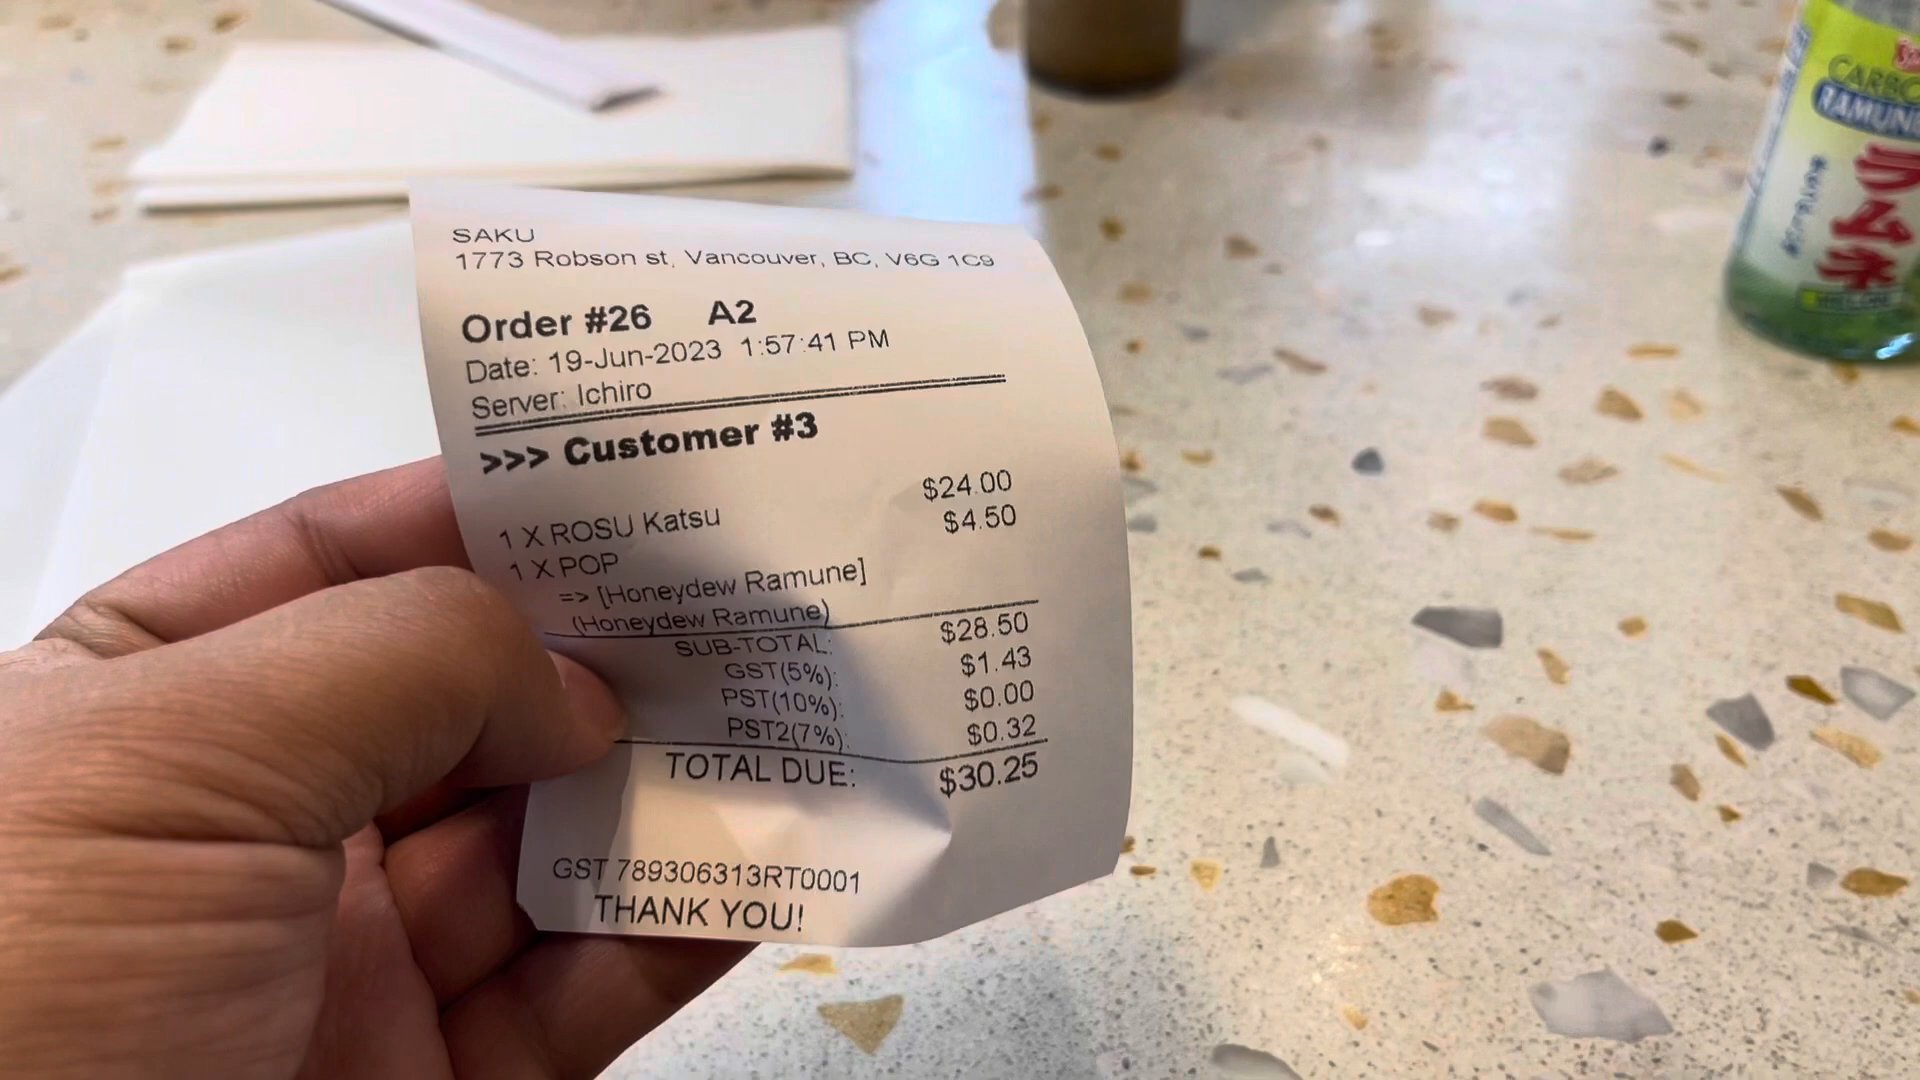 SAKU
1773 Robson st, Vancouver, BC, V6G 1C9
Order #26 A2
Date: 19-Jun-2023 1:57:41 PM
Server: Ichiro
>>> Customer #3
1 X ROSU Katsu $24.00
1 X POP $4.50
=> [Honeydew Ramune]
(Honeydew Ramune)
SUB-TOTAL: $28.50
GST(5%): $1.43
PST(10%): $0.00
PST2(7%): $0.32
TOTAL DUE: $30.25
GST 789306313RT0001
THANK YOU!
RAMUNE
ラムネ